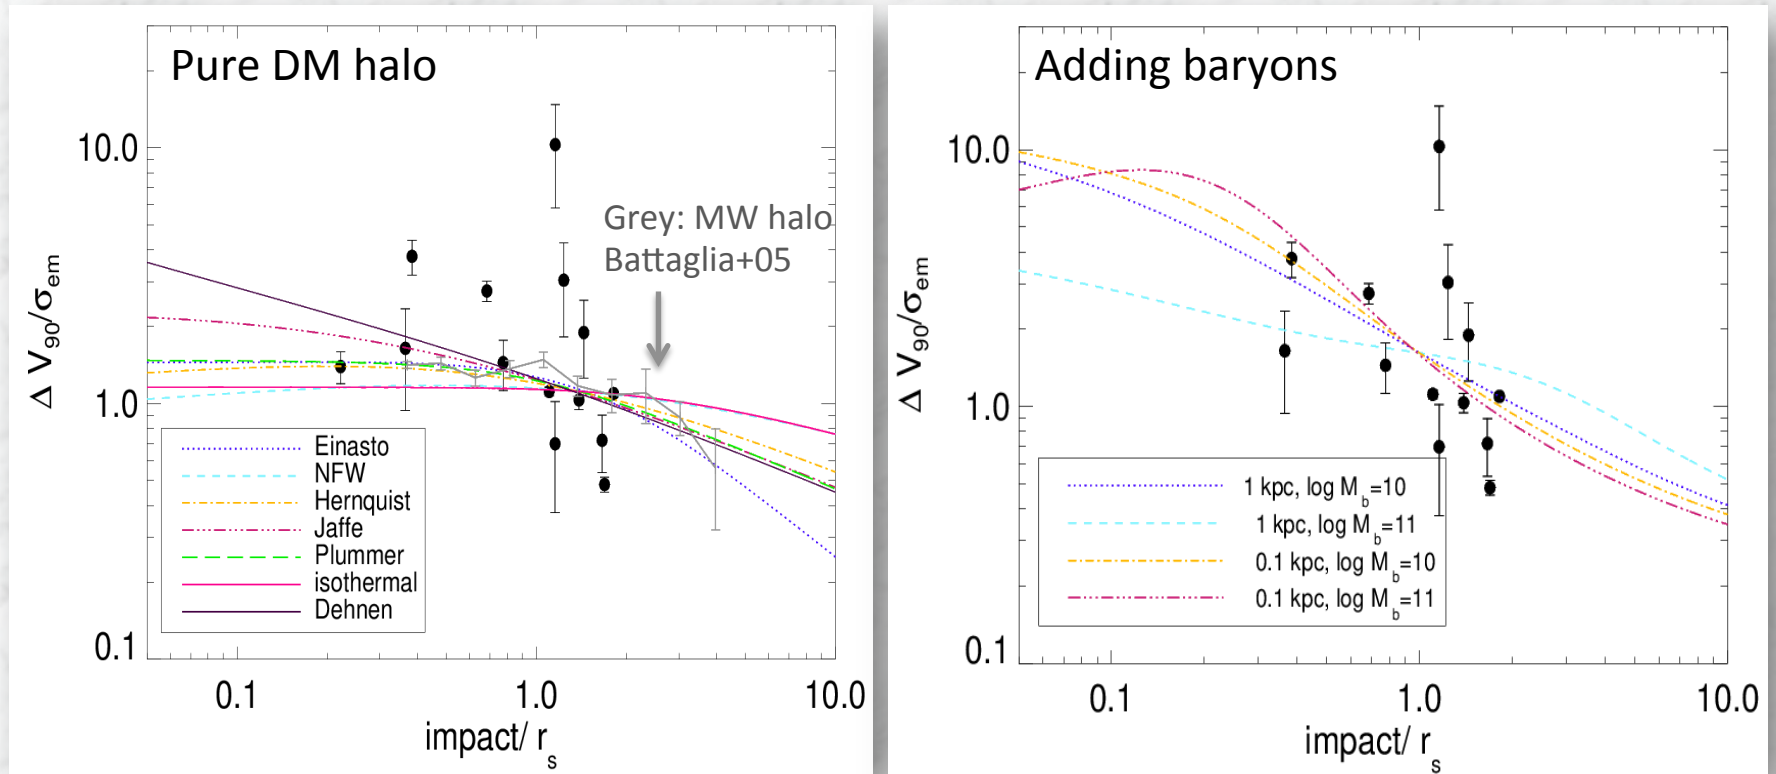 Pure DM halo
10.0
1.0
0.1
Δ V90/σem
Grey: MW halo
Battaglia+05
Einasto
NFW
Hernquist
Jaffe
Plummer
isothermal
Dehnen
0.1 1.0 10.0
impact/ rs
Adding baryons
10.0
1.0
0.1
Δ V90/σem
1 kpc, log Mb=10
1 kpc, log Mb=11
0.1 kpc, log Mb=10
0.1 kpc, log Mb=11
0.1 1.0 10.0
impact/ rs